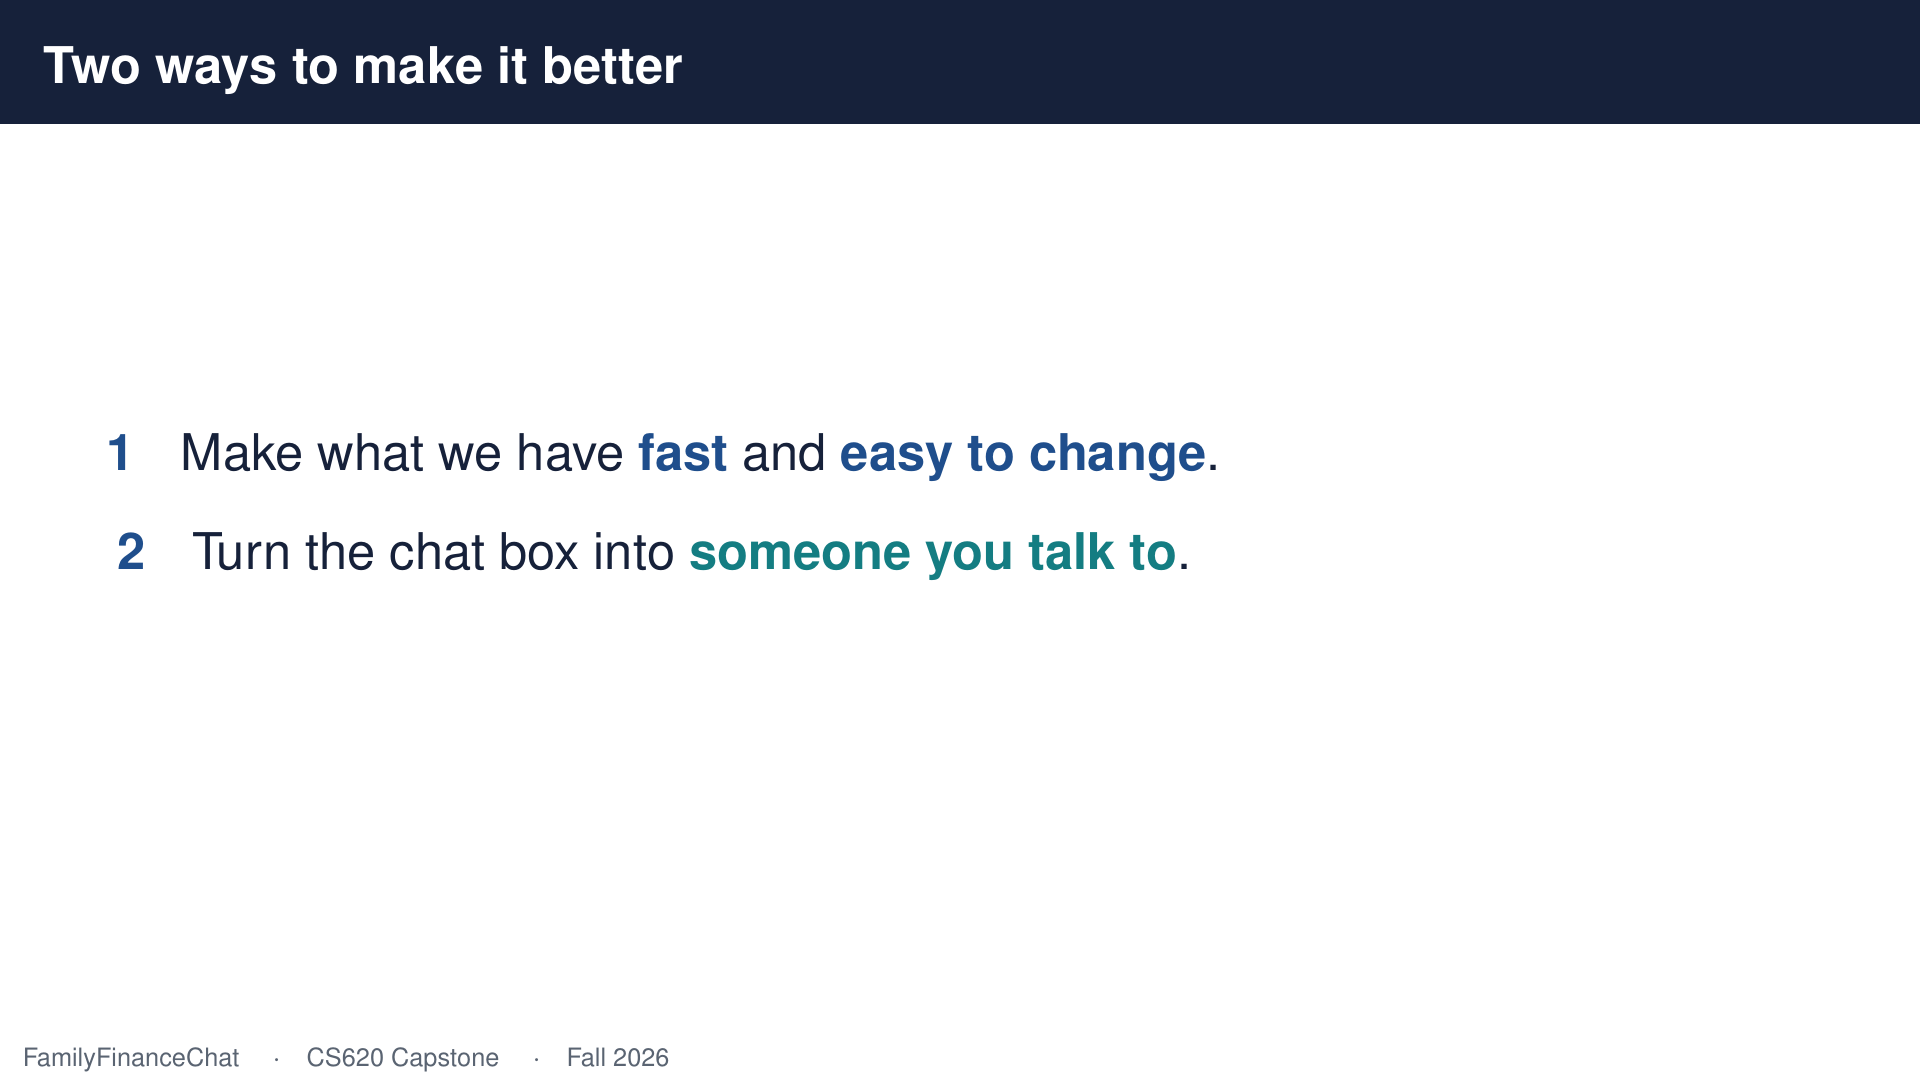 Two ways to make it better
1 Make what we have fast and easy to change.
2 Turn the chat box into someone you talk to.
FamilyFinanceChat · CS620 Capstone · Fall 2026